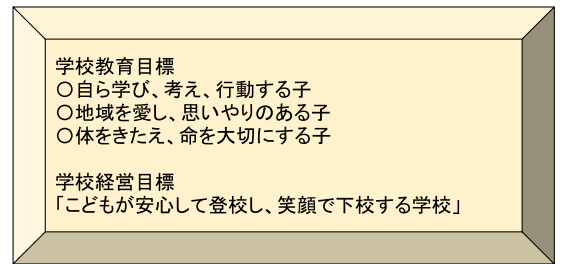 学校教育目標
〇自ら学び、考え、行動する子
〇地域を愛し、思いやりのある子
〇体をきたえ、命を大切にする子
学校経営目標
「こどもが安心して登校し、笑顔で下校する学校」